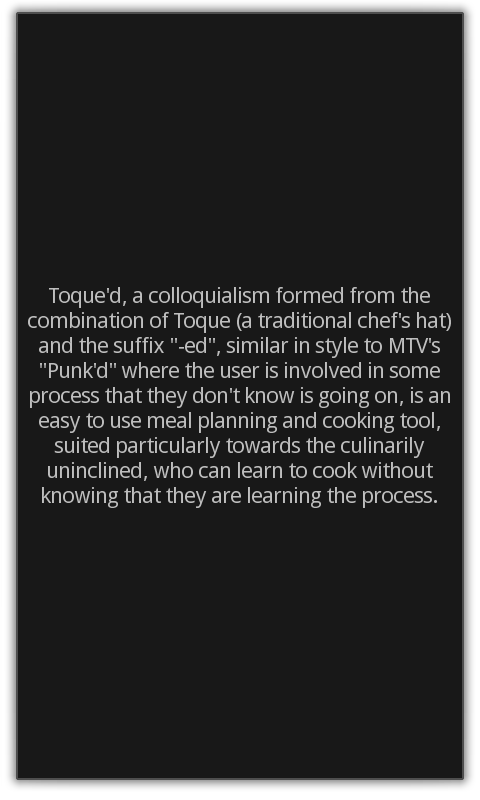 Toque'd, a colloquialism formed from the
combination of Toque (a traditional chef's hat)
and the suffix "-ed", similar in style to MTV's
"Punk'd" where the user is involved in some
process that they don't know is going on, is an
easy to use meal planning and cooking tool,
suited particularly towards the culinarily
uninclined, who can learn to cook without
knowing that they are learning the process.